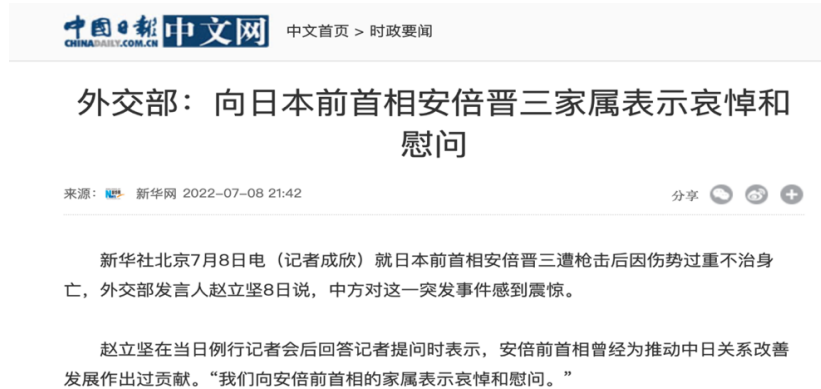 中国日报 中文网 中文首页 > 时政要闻
CHINADAILY.COM.CN
外交部：向日本前首相安倍晋三家属表示哀悼和
慰问
来源： 新华网 2022-07-08 21:42 分享
新华社北京7月8日电（记者成欣）就日本前首相安倍晋三遭枪击后因伤势过重不治身
亡，外交部发言人赵立坚8日说，中方对这一突发事件感到震惊。
赵立坚在当日例行记者会后回答记者提问时表示，安倍前首相曾经为推动中日关系改善
发展作出过贡献。“我们向安倍前首相的家属表示哀悼和慰问。”